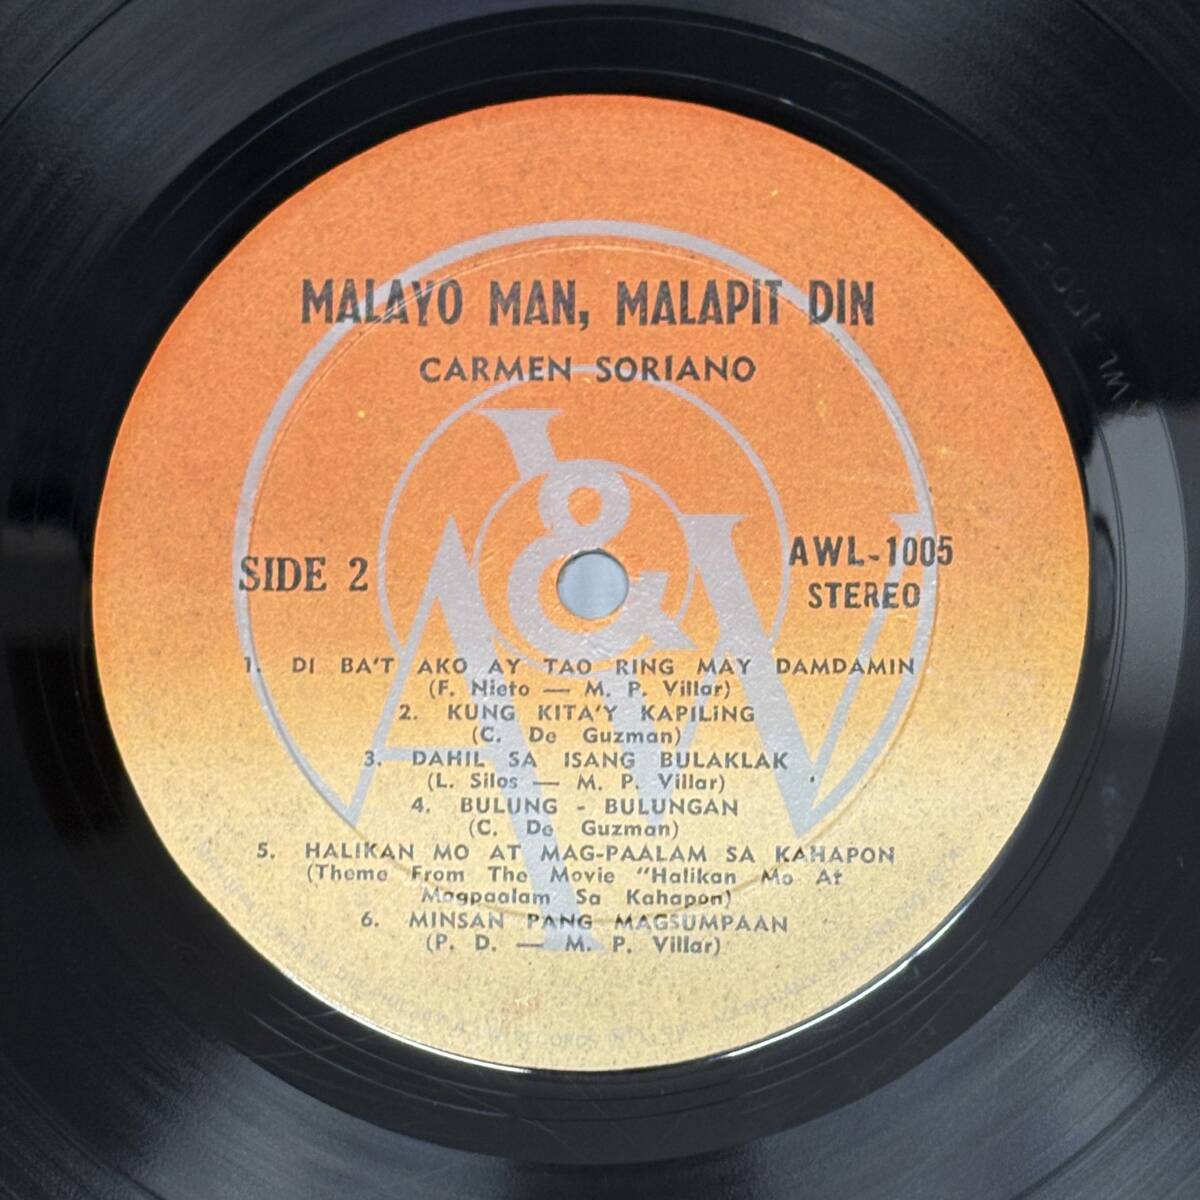 MALAYO MAN, MALAPIT DIN
CARMEN SORIANO
I
&
A W
SIDE 2
AWL-1005
STEREO
1. DI BA'T AKO AY TAO RING MAY DAMDAMIN
(F. Nieto — M. P. Villar)
2. KUNG KITA'Y KAPILiNG
(C. De Guzman)
3. DAHIL SA ISANG BULAKLAK
(L. Silos — M. P. Villar)
4. BULUNG - BULUNGAN
(C. De Guzman)
5. HALIKAN MO AT MAG-PAALAM SA KAHAPON
(Theme From The Movie "Halikan Mo At
Magpaalam Sa Kahapon)
6. MINSAN PANG MAGSUMPAAN
(P. D. — M. P. Villar)